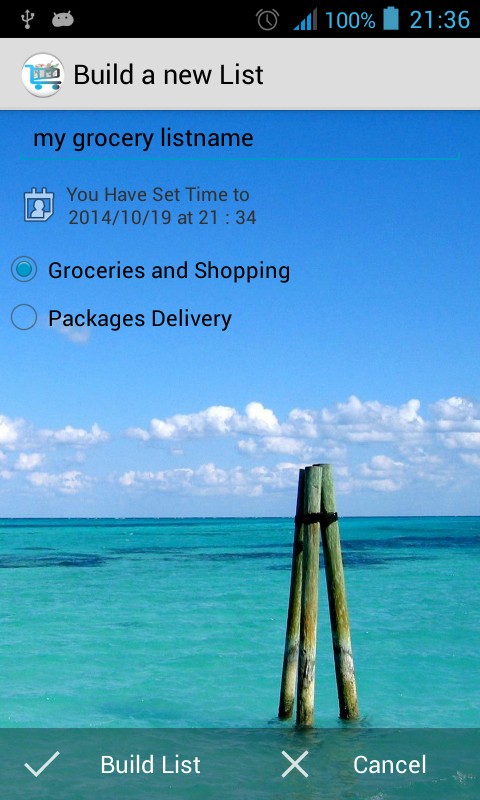 100% 21:36
Build a new List
my grocery listname
You Have Set Time to
2014/10/19 at 21 : 34
Groceries and Shopping
Packages Delivery
Build List Cancel